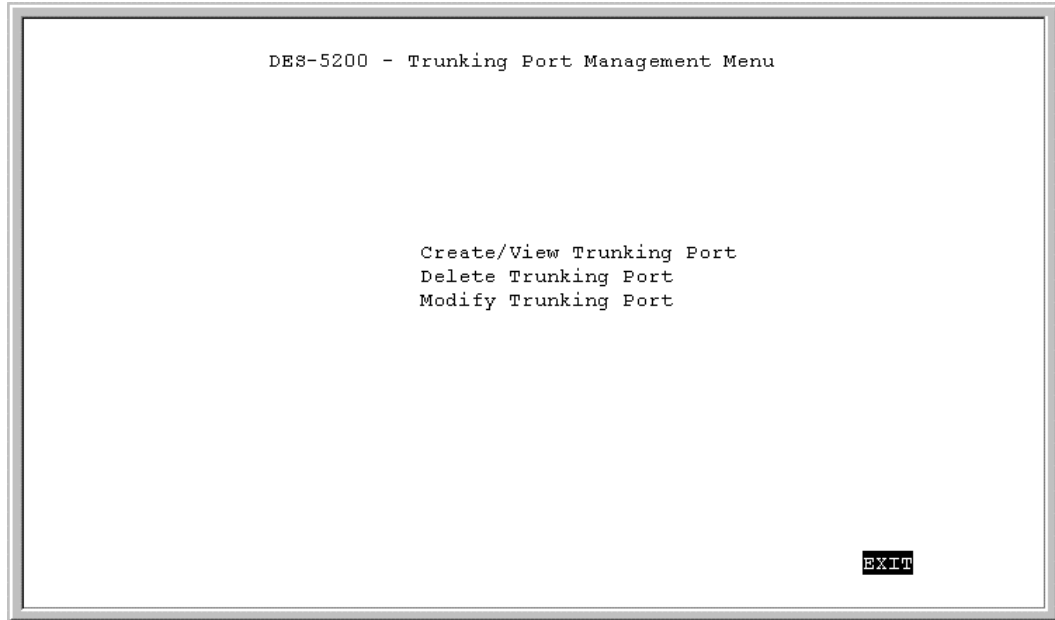 DES-5200 - Trunking Port Management Menu
Create/View Trunking Port
Delete Trunking Port
Modify Trunking Port
EXIT